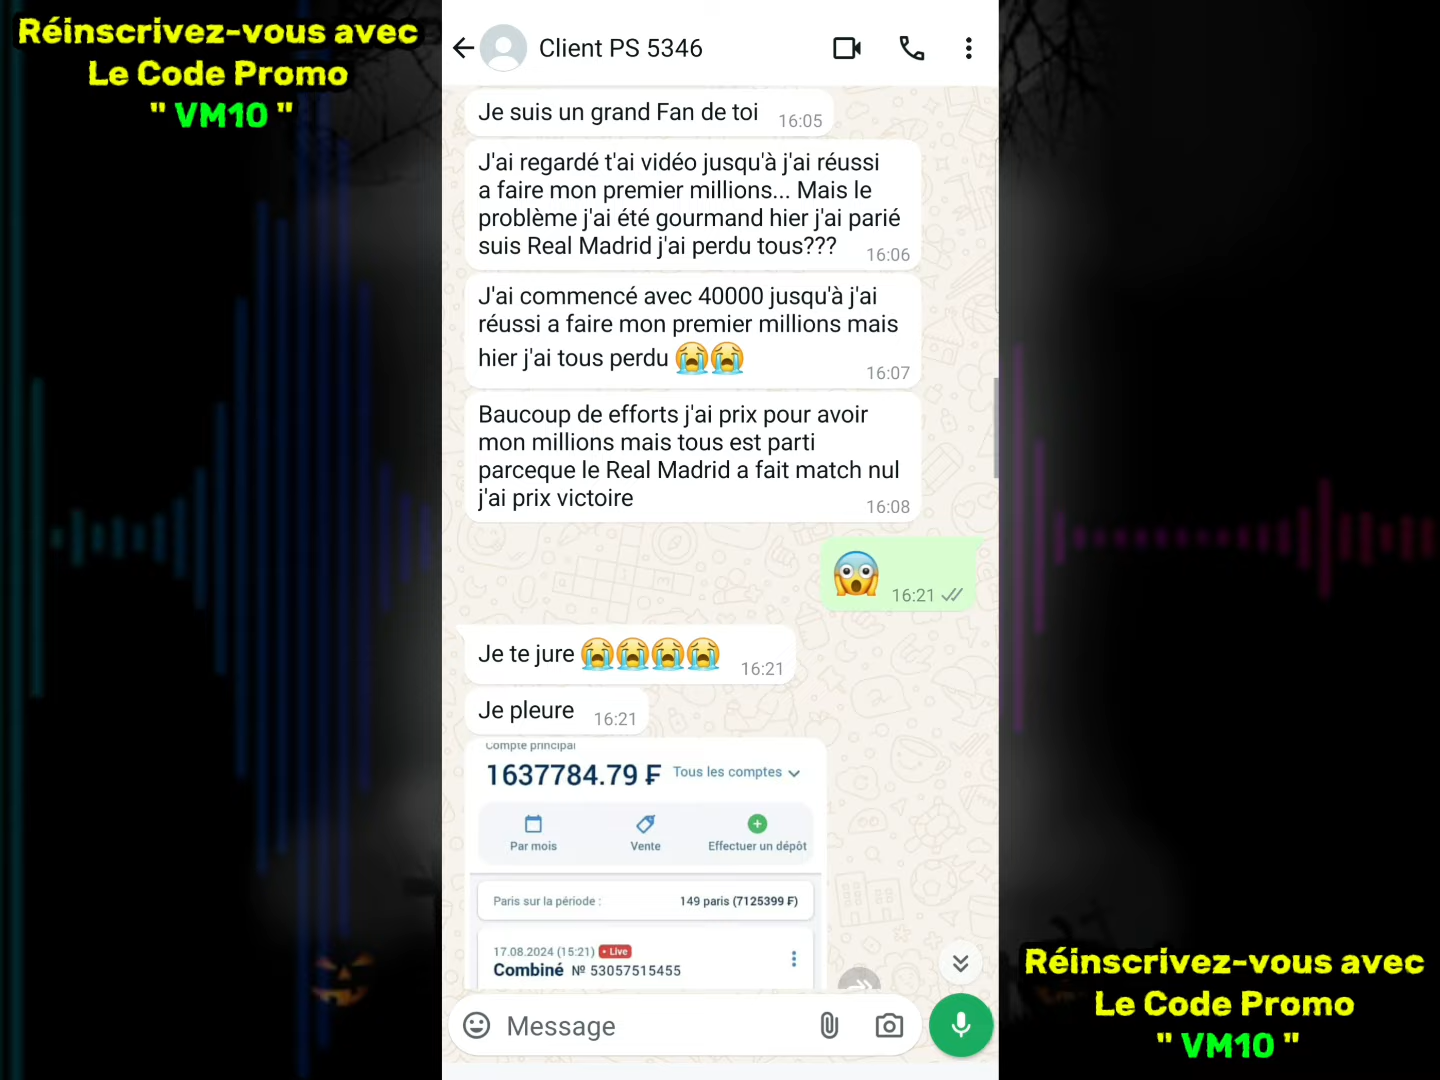 Réinscrivez-vous avec
Le Code Promo
" VM10 "
Client PS 5346
Je suis un grand Fan de toi 16:05
J'ai regardé t'ai vidéo jusqu'à j'ai réussi
a faire mon premier millions... Mais le
problème j'ai été gourmand hier j'ai parié
suis Real Madrid j'ai perdu tous???
16:06
J'ai commencé avec 40000 jusqu'à j'ai
réussi a faire mon premier millions mais
hier j'ai tous perdu 😭😭
16:07
Baucoup de efforts j'ai prix pour avoir
mon millions mais tous est parti
parceque le Real Madrid a fait match nul
j'ai prix victoire
16:08
😱 16:21
Je te jure 😭😭😭😭 16:21
Je pleure 16:21
Compte principal
1637784.79 ₣ Tous les comptes
Par mois Vente Effectuer un dépôt
Paris sur la période : 149 paris (7125399 ₣)
17.08.2024 (15:21) • Live
Combiné № 53057515455
Message
Réinscrivez-vous avec
Le Code Promo
" VM10 "